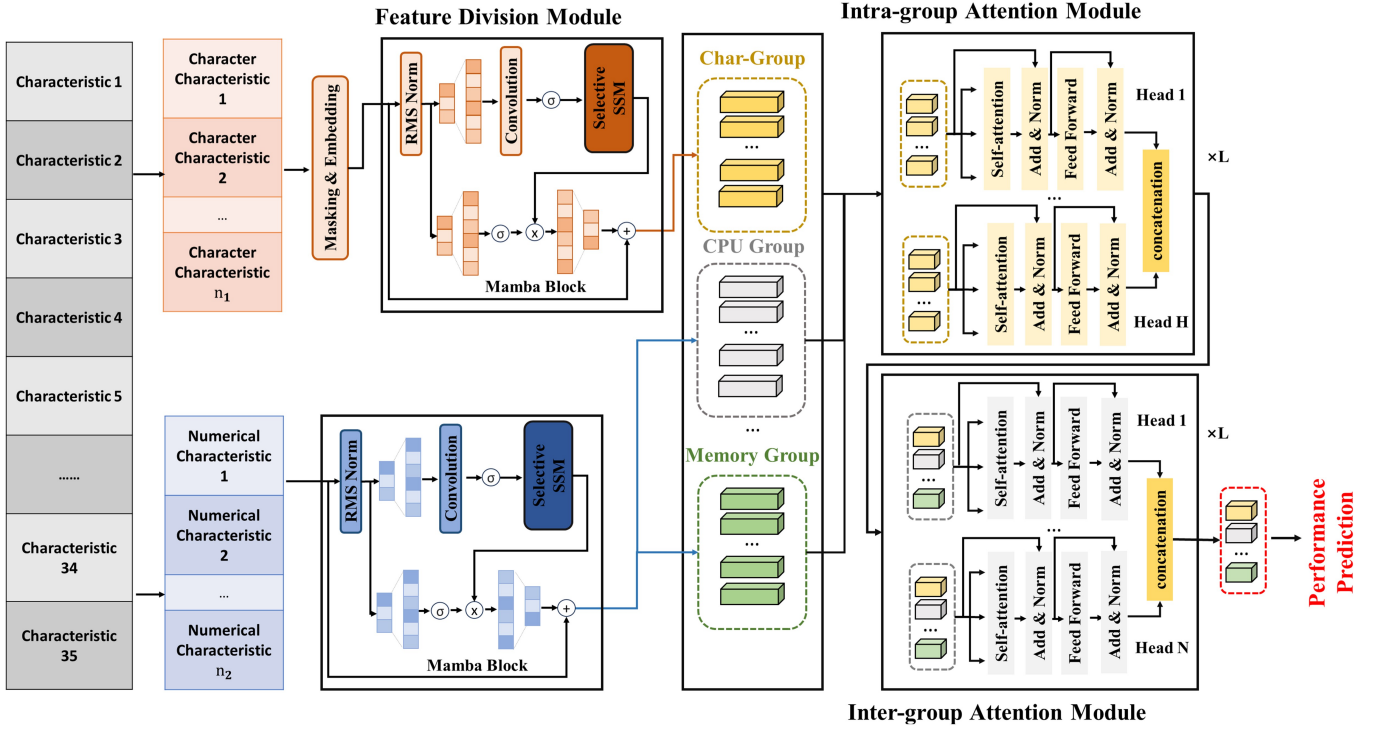 Feature Division Module
Intra-group Attention Module
Characteristic 1
Characteristic 2
Characteristic 3
Characteristic 4
Characteristic 5
......
Characteristic
34
Characteristic
35
Character
Characteristic
1
Character
Characteristic
2
...
Character
Characteristic
n₁
Masking & Embedding
RMS Norm
Convolution
σ
Selective
SSM
σ
x
+
Mamba Block
Numerical
Characteristic
1
Numerical
Characteristic
2
...
Numerical
Characteristic
n₂
RMS Norm
Convolution
σ
Selective
SSM
σ
x
+
Mamba Block
Char-Group
...
CPU Group
...
...
Memory Group
...
...
Self-attention
Add & Norm
Feed Forward
Add & Norm
Head 1
...
...
Self-attention
Add & Norm
Feed Forward
Add & Norm
Head H
concatenation
×L
...
Self-attention
Add & Norm
Feed Forward
Add & Norm
Head 1
...
...
Self-attention
Add & Norm
Feed Forward
Add & Norm
Head N
concatenation
×L
...
Performance
Prediction
Inter-group Attention Module